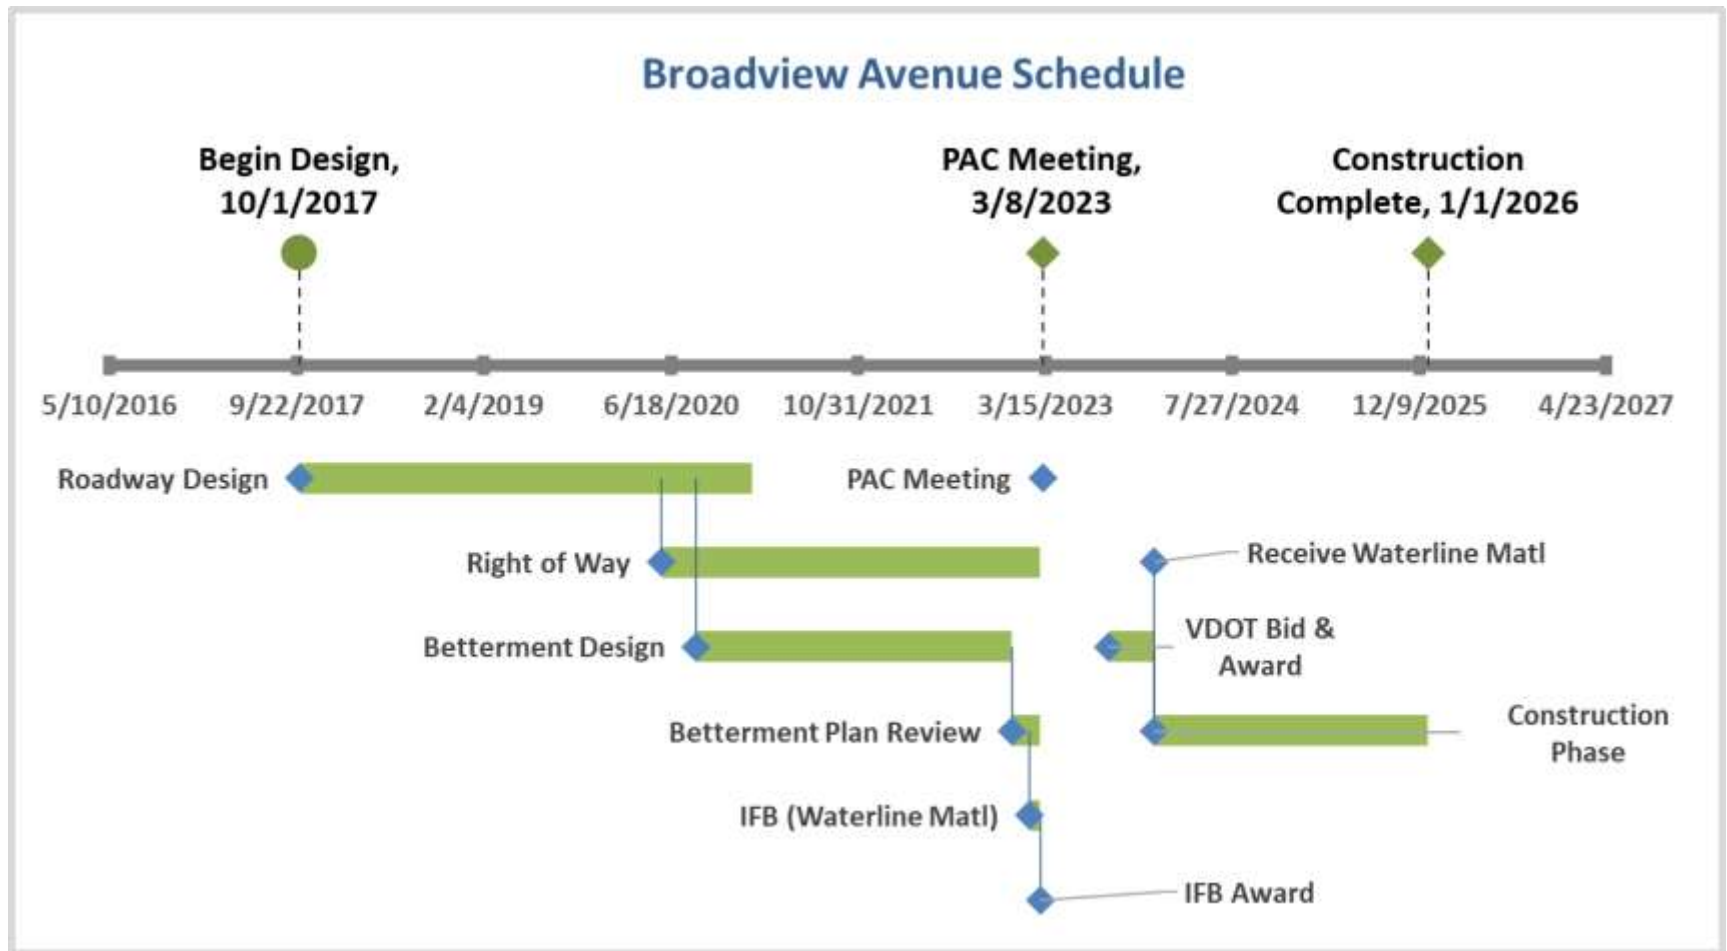 Broadview Avenue Schedule
Begin Design,
10/1/2017
PAC Meeting,
3/8/2023
Construction
Complete, 1/1/2026
5/10/2016 9/22/2017 2/4/2019 6/18/2020 10/31/2021 3/15/2023 7/27/2024 12/9/2025 4/23/2027
Roadway Design
PAC Meeting
Right of Way
Receive Waterline Matl
Betterment Design
VDOT Bid &
Award
Betterment Plan Review
Construction
Phase
IFB (Waterline Matl)
IFB Award